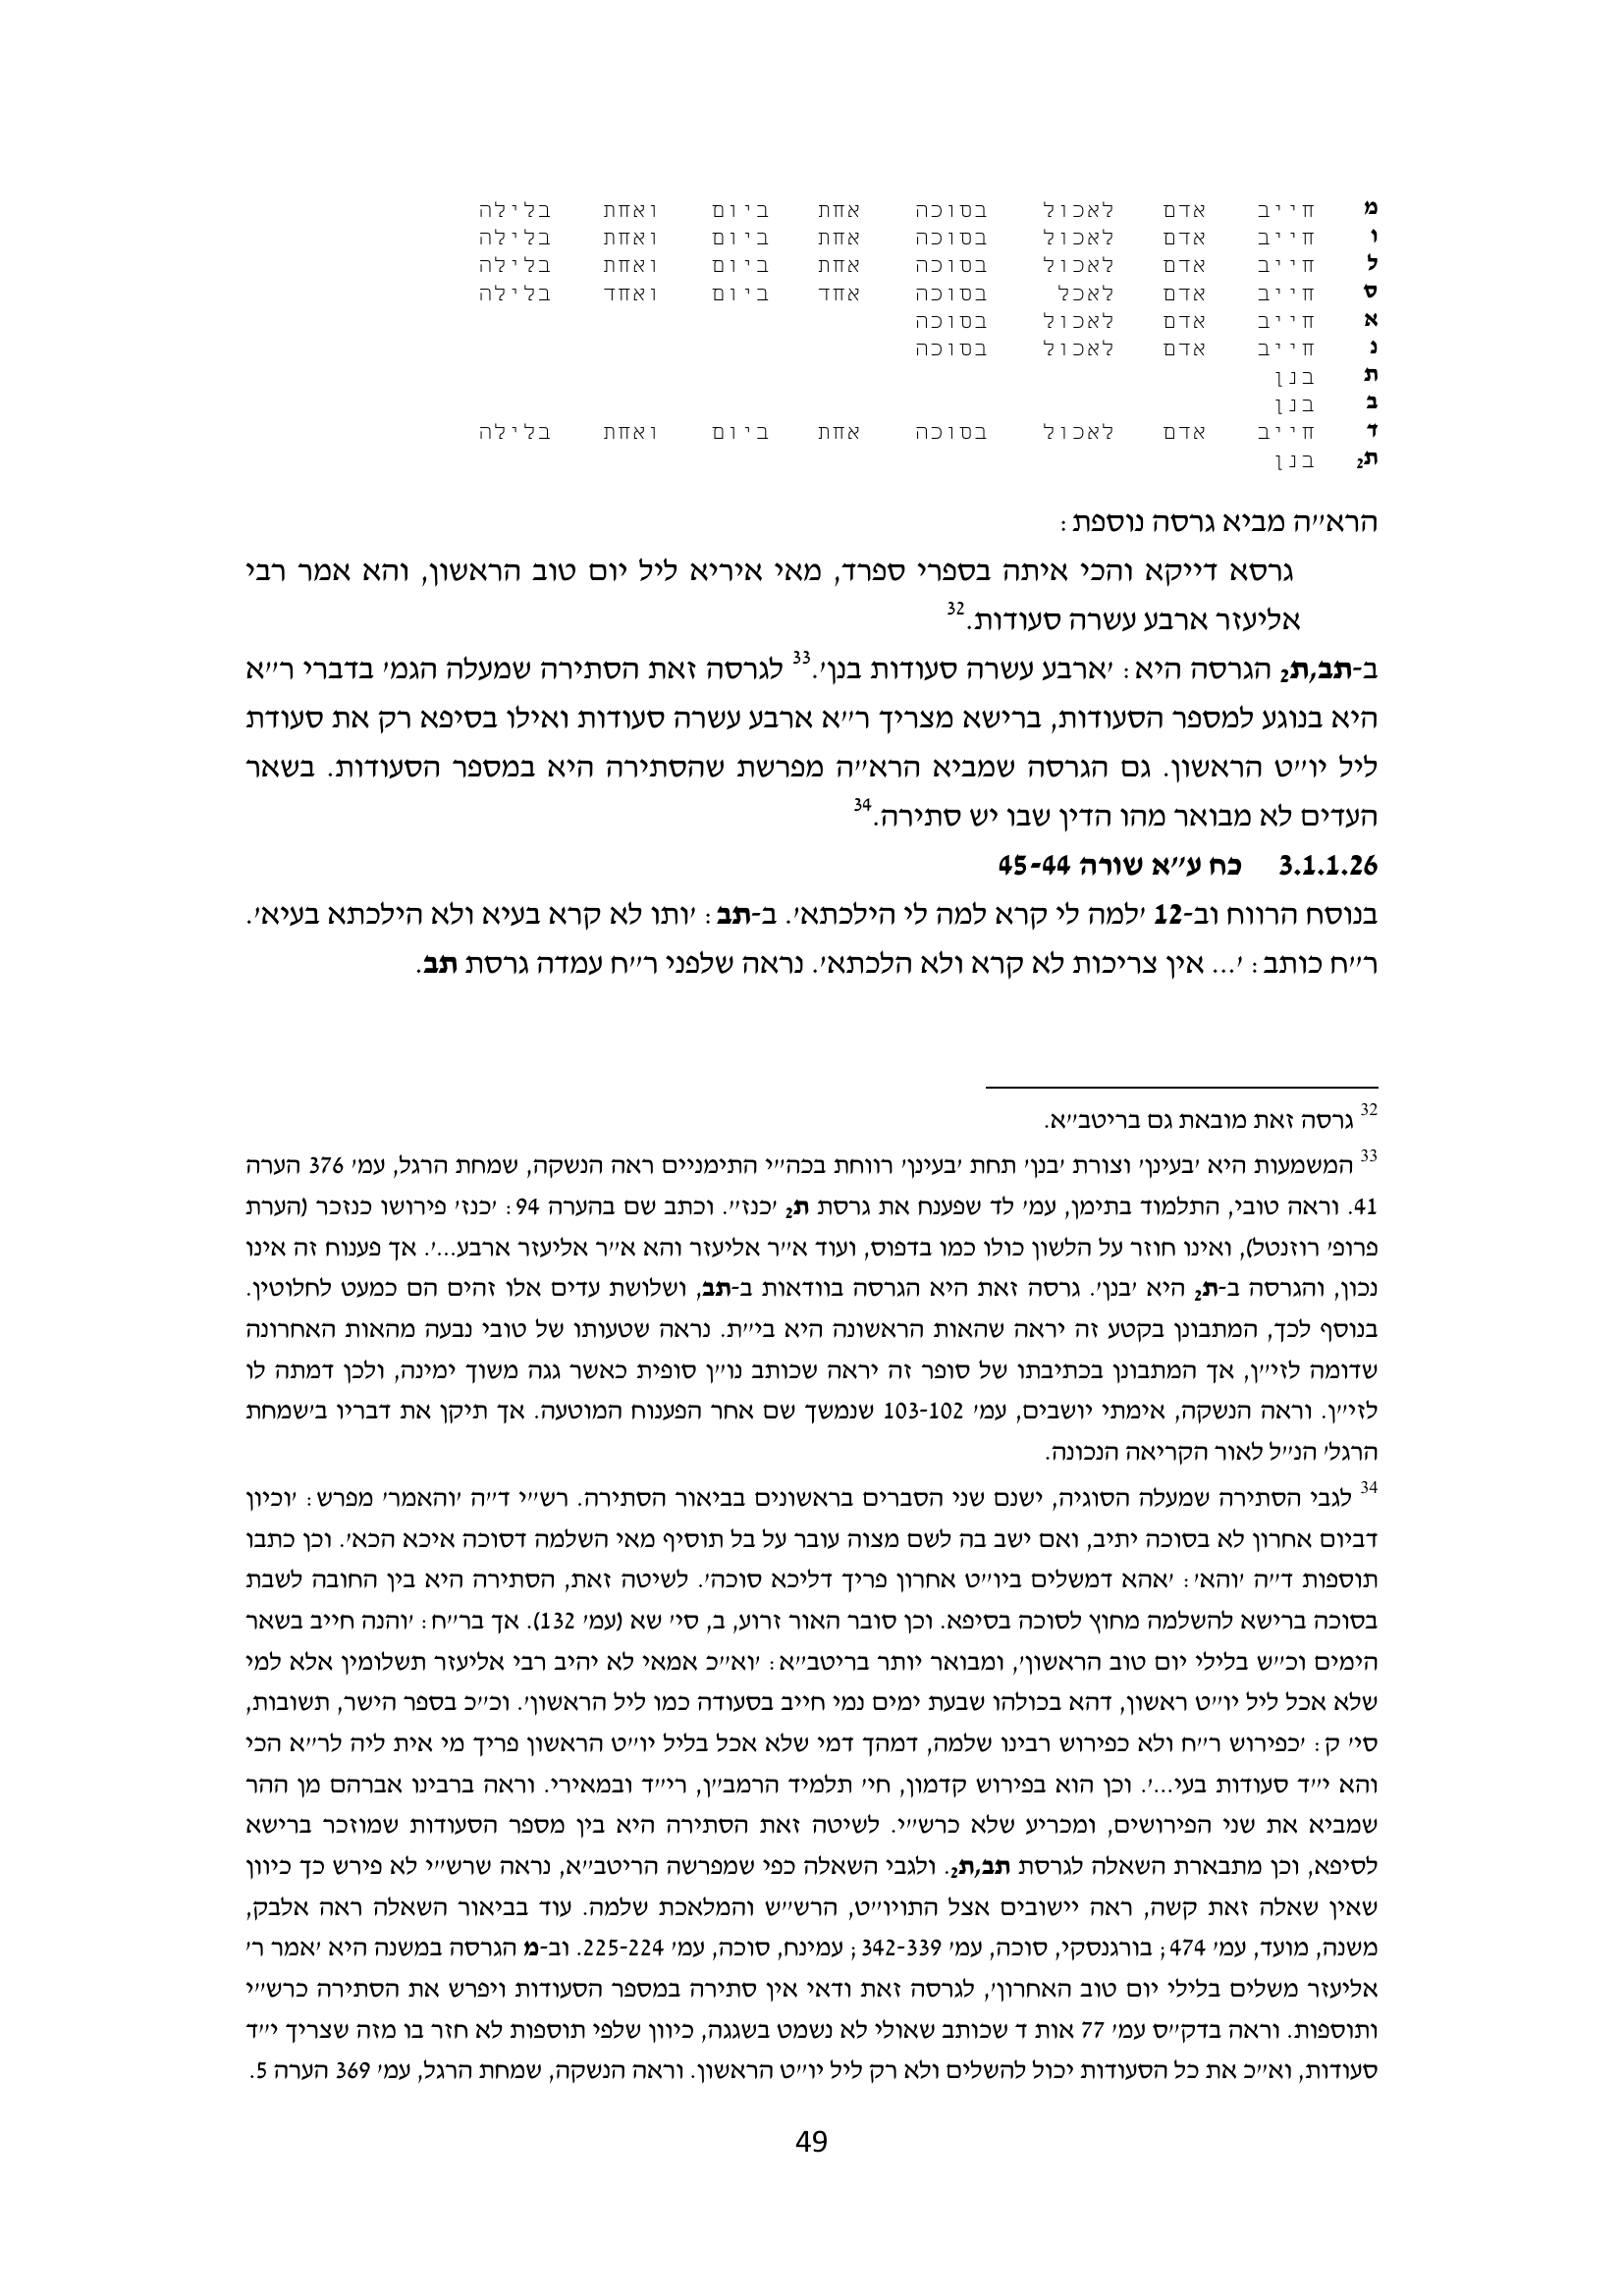 מ חייב אדם לאכול בסוכה אחת ביום ואחת בלילה
ו חייב אדם לאכול בסוכה אחת ביום ואחת בלילה
ל חייב אדם לאכול בסוכה אחת ביום ואחת בלילה
ס חייב אדם לאכל בסוכה אחד ביום ואחד בלילה
א חייב אדם לאכול בסוכה
נ חייב אדם לאכול בסוכה
ת בנן
ב בנן
ד חייב אדם לאכול בסוכה אחת ביום ואחת בלילה
ת2 בנן
הרא״ה מביא גרסה נוספת:
גרסא דייקא והכי איתה בספרי ספרד, מאי איריא ליל יום טוב הראשון, והא אמר רבי
אליעזר ארבע עשרה סעודות.32
ב-תב,ת2 הגרסה היא: ׳ארבע עשרה סעודות בנן׳.33 לגרסה זאת הסתירה שמעלה הגמ׳ בדברי ר״א
היא בנוגע למספר הסעודות, ברישא מצריך ר״א ארבע עשרה סעודות ואילו בסיפא רק את סעודת
ליל יו״ט הראשון. גם הגרסה שמביא הרא״ה מפרשת שהסתירה היא במספר הסעודות. בשאר
העדים לא מבואר מהו הדין שבו יש סתירה.34
3.1.1.26 כח ע״א שורה 45-44
בנוסח הרווח וב-12 ׳למה לי קרא למה לי הילכתא׳. ב-תב: ׳ותו לא קרא בעיא ולא הילכתא בעיא׳.
ר״ח כותב: ׳... אין צריכות לא קרא ולא הלכתא׳. נראה שלפני ר״ח עמדה גרסת תב.
32 גרסה זאת מובאת גם בריטב״א.
33 המשמעות היא ׳בעינן׳ וצורת ׳בנן׳ תחת ׳בעינן׳ רווחת בכה״י התימניים ראה הנשקה, שמחת הרגל, עמ׳ 376 הערה
41. וראה טובי, התלמוד בתימן, עמ׳ לד שפענח את גרסת ת2 ׳כנז׳׳. וכתב שם בהערה 94: ׳כנז׳ פירושו כנזכר (הערת
פרופ׳ רוזנטל), ואינו חוזר על הלשון כולו כמו בדפוס, ועוד א״ר אליעזר והא א״ר אליעזר ארבע...׳. אך פענוח זה אינו
נכון, והגרסה ב-ת2 היא ׳בנן׳. גרסה זאת היא הגרסה בוודאות ב-תב, ושלושת עדים אלו זהים הם כמעט לחלוטין.
בנוסף לכך, המתבונן בקטע זה יראה שהאות הראשונה היא בי״ת. נראה שטעותו של טובי נבעה מהאות האחרונה
שדומה לזי״ן, אך המתבונן בכתיבתו של סופר זה יראה שכותב נו״ן סופית כאשר גגה משוך ימינה, ולכן דמתה לו
לזי״ן. וראה הנשקה, אימתי יושבים, עמ׳ 103-102 שנמשך שם אחר הפענוח המוטעה. אך תיקן את דבריו ב׳שמחת
הרגל׳ הנ״ל לאור הקריאה הנכונה.
34 לגבי הסתירה שמעלה הסוגיה, ישנם שני הסברים בראשונים בביאור הסתירה. רש״י ד״ה ׳והאמר׳ מפרש: ׳וכיון
דביום אחרון לא בסוכה יתיב, ואם ישב בה לשם מצוה עובר על בל תוסיף מאי השלמה דסוכה איכא הכא׳. וכן כתבו
תוספות ד״ה ׳והא׳: ׳אהא דמשלים ביו״ט אחרון פריך דליכא סוכה׳. לשיטה זאת, הסתירה היא בין החובה לשבת
בסוכה ברישא להשלמה מחוץ לסוכה בסיפא. וכן סובר האור זרוע, ב, סי׳ שא (עמ׳ 132). אך בר״ח: ׳והנה חייב בשאר
הימים וכ״ש בלילי יום טוב הראשון׳, ומבואר יותר בריטב״א: ׳וא״כ אמאי לא יהיב רבי אליעזר תשלומין אלא למי
שלא אכל ליל יו״ט ראשון, דהא בכולהו שבעת ימים נמי חייב בסעודה כמו ליל הראשון׳. וכ״כ בספר הישר, תשובות,
סי׳ ק: ׳כפירוש ר״ח ולא כפירוש רבינו שלמה, דמהך דמי שלא אכל בליל יו״ט הראשון פריך מי אית ליה לר״א הכי
והא י״ד סעודות בעי...׳. וכן הוא בפירוש קדמון, חי׳ תלמיד הרמב״ן, רי״ד ובמאירי. וראה ברבינו אברהם מן ההר
שמביא את שני הפירושים, ומכריע שלא כרש״י. לשיטה זאת הסתירה היא בין מספר הסעודות שמוזכר ברישא
לסיפא, וכן מתבארת השאלה לגרסת תב,ת2. ולגבי השאלה כפי שמפרשה הריטב״א, נראה שרש״י לא פירש כך כיוון
שאין שאלה זאת קשה, ראה יישובים אצל התויו״ט, הרש״ש והמלאכת שלמה. עוד בביאור השאלה ראה אלבק,
משנה, מועד, עמ׳ 474; בורגנסקי, סוכה, עמ׳ 342-339; עמינח, סוכה, עמ׳ 225-224. וב-מ הגרסה במשנה היא ׳אמר ר׳
אליעזר משלים בלילי יום טוב האחרון׳, לגרסה זאת ודאי אין סתירה במספר הסעודות ויפרש את הסתירה כרש״י
ותוספות. וראה בדק״ס עמ׳ 77 אות ד שכותב שאולי לא נשמט בשגגה, כיוון שלפי תוספות לא חזר בו מזה שצריך י״ד
סעודות, וא״כ את כל הסעודות יכול להשלים ולא רק ליל יו״ט הראשון. וראה הנשקה, שמחת הרגל, עמ׳ 369 הערה 5.
49